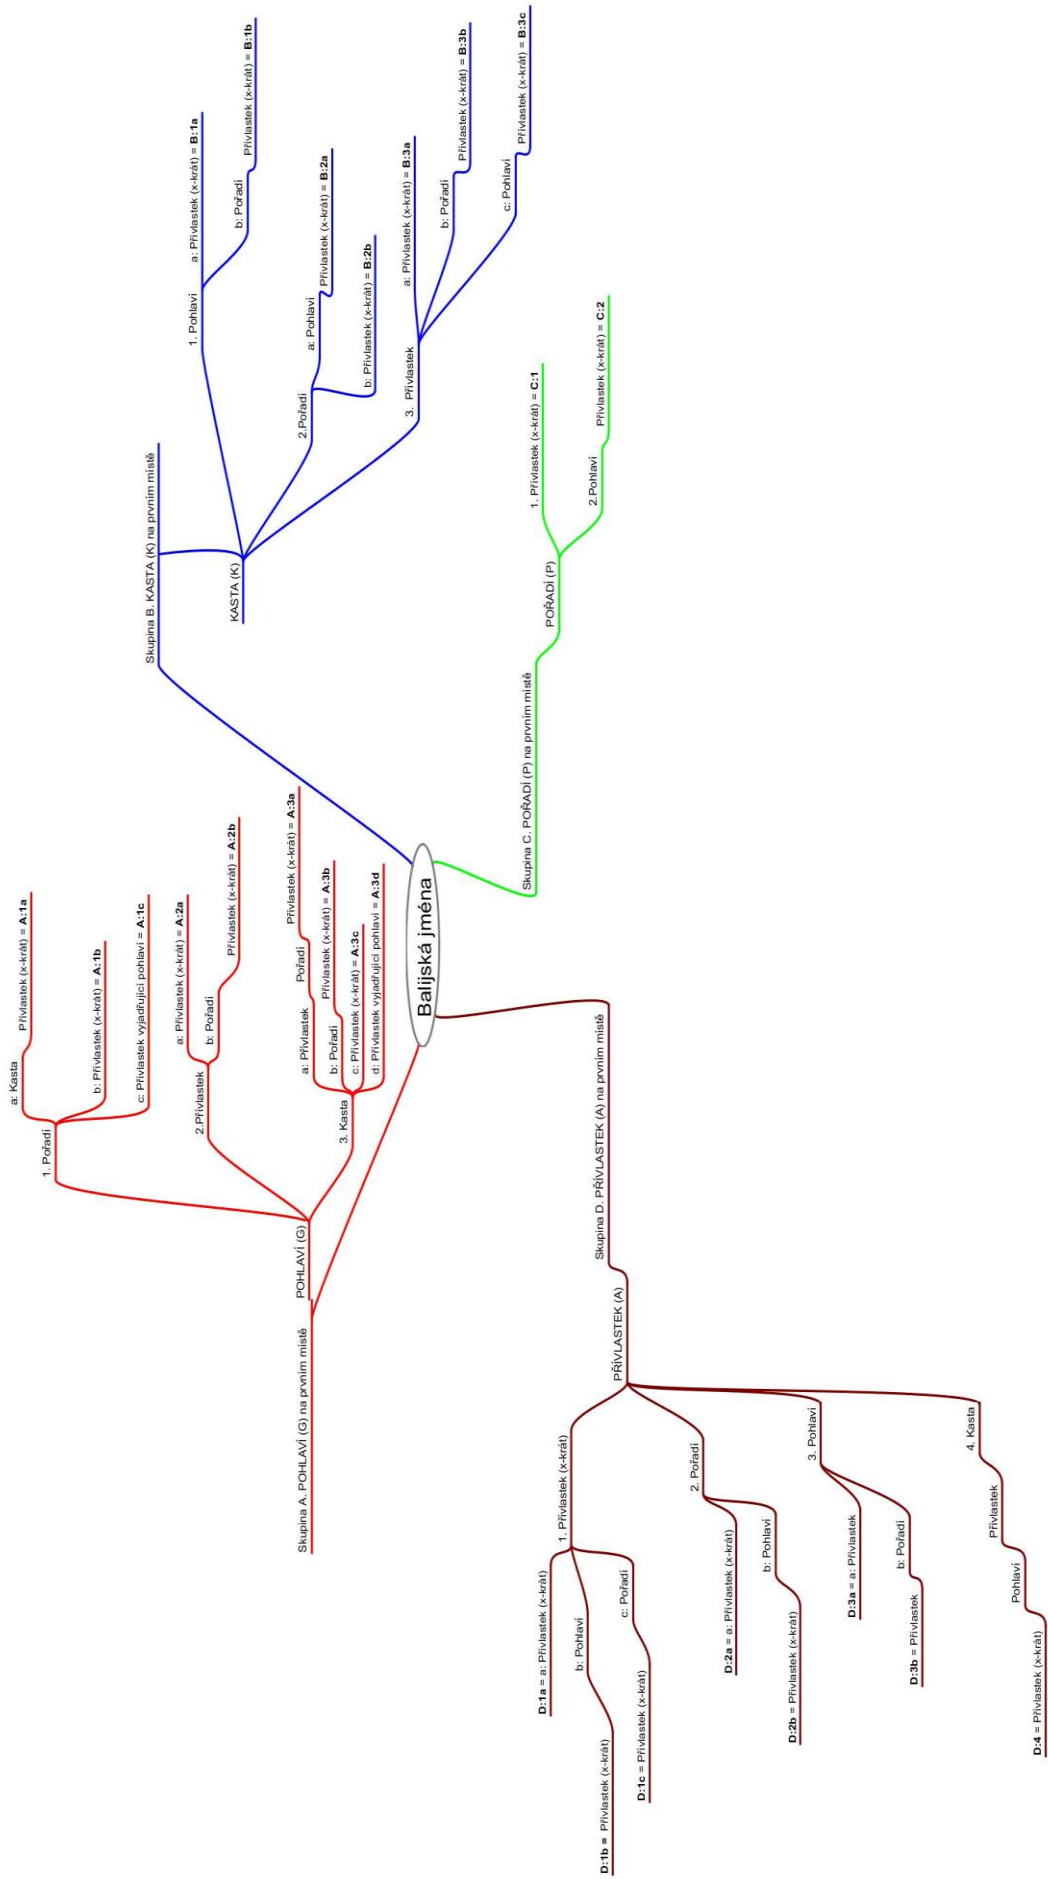 Balijská jména
Skupina A. POHLAVÍ (G) na prvním místě
POHLAVÍ (G)
1. Pořadí
a: Kasta
Přívlastek (x-krát) = A:1a
b: Přívlastek (x-krát) = A:1b
c: Přívlastek vyjadřující pohlaví = A:1c
2.Přívlastek
a: Přívlastek (x-krát) = A:2a
b: Pořadí
Přívlastek (x-krát) = A:2b
3. Kasta
a: Přívlastek
Pořadí
Přívlastek (x-krát) = A:3a
b: Pořadí
Přívlastek (x-krát) = A:3b
c: Přívlastek (x-krát) = A:3c
d: Přívlastek vyjadřující pohlaví = A:3d
Skupina B. KASTA (K) na prvním místě
KASTA (K)
1. Pohlaví
a: Přívlastek (x-krát) = B:1a
b: Pořadí
Přívlastek (x-krát) = B:1b
2.Pořadí
a: Pohlaví
Přívlastek (x-krát) = B:2a
b: Přívlastek (x-krát) = B:2b
3. Přívlastek
a: Přívlastek (x-krát) = B:3a
b: Pořadí
Přívlastek (x-krát) = B:3b
c: Pohlaví
Přívlastek (x-krát) = B:3c
Skupina C. POŘADÍ (P) na prvním místě
POŘADÍ (P)
1. Přívlastek (x-krát) = C:1
2.Pohlaví
Přívlastek (x-krát) = C:2
Skupina D. PŘÍVLASTEK (A) na prvním místě
PŘÍVLASTEK (A)
1. Přívlastek (x-krát)
D:1a = a: Přívlastek (x-krát)
b: Pohlaví
D:1b = Přívlastek (x-krát)
c: Pořadí
D:1c = Přívlastek (x-krát)
2. Pořadí
D:2a = a: Přívlastek (x-krát)
b: Pohlaví
D:2b = Přívlastek (x-krát)
3. Pohlaví
D:3a = a: Přívlastek
b: Pořadí
D:3b = Přívlastek
4. Kasta
Přívlastek
Pohlaví
D:4 = Přívlastek (x-krát)